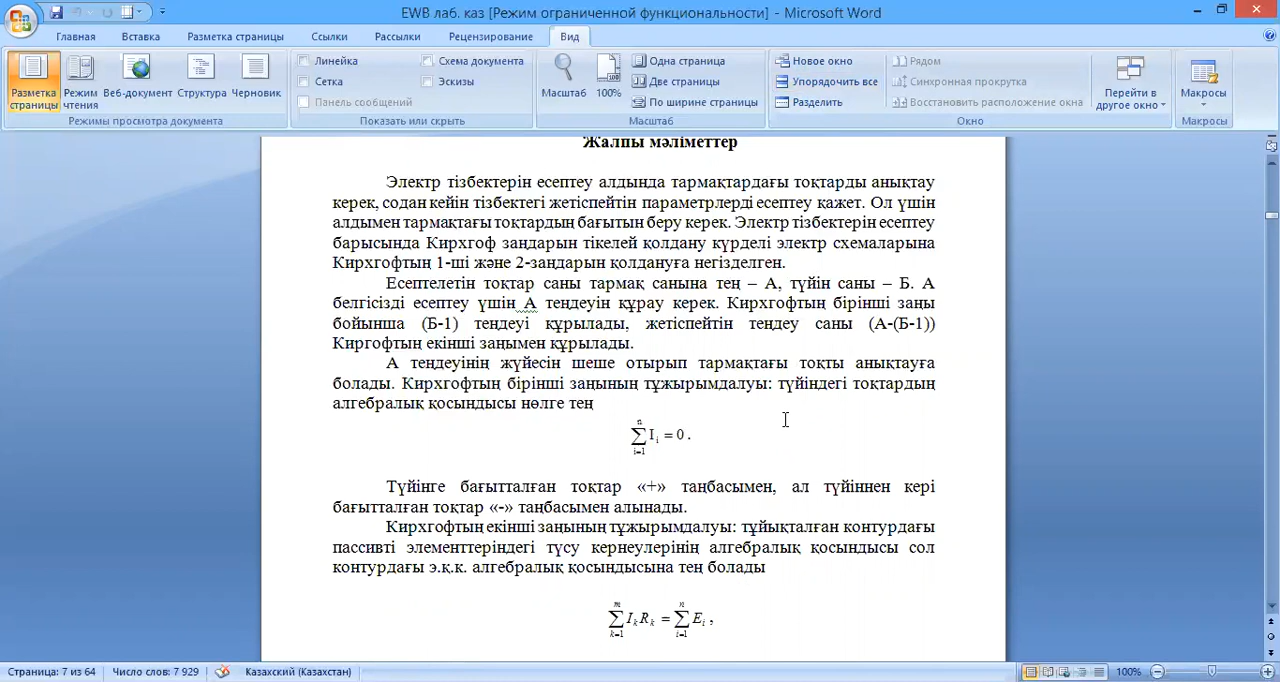 EWB лаб. каз [Режим ограниченной функциональности] - Microsoft Word
Главная Вставка Разметка страницы Ссылки Рассылки Рецензирование Вид
Разметка страницы Режим чтения Веб-документ Структура Черновик
Режимы просмотра документа
Линейка Схема документа
Сетка Эскизы
Панель сообщений
Показать или скрыть
Масштаб 100% Одна страница
Две страницы
По ширине страницы
Масштаб
Новое окно Рядом
Упорядочить все Синхронная прокрутка
Разделить Восстановить расположение окна
Перейти в другое окно
Окно
Макросы
Макросы
Жалпы мәліметтер
Электр тізбектерін есептеу алдында тармақтардағы тоқтарды анықтау
керек, содан кейін тізбектегі жетіспейтін параметрлерді есептеу қажет. Ол үшін
алдымен тармақтағы тоқтардың бағытын беру керек. Электр тізбектерін есептеу
барысында Кирхгоф заңдарын тікелей қолдану күрделі электр схемаларына
Кирхгофтың 1-ші және 2-заңдарын қолдануға негізделген.
Есептелетін тоқтар саны тармақ санына тең – А, түйін саны – Б. А
белгісізді есептеу үшін А теңдеуін құрау керек. Кирхгофтың бірінші заңы
бойынша (Б-1) теңдеуі құрылады, жетіспейтін теңдеу саны (А-(Б-1))
Киргофтың екінші заңымен құрылады.
А теңдеуінің жүйесін шеше отырып тармақтағы тоқты анықтауға
болады. Кирхгофтың бірінші заңының тұжырымдалуы: түйіндегі тоқтардың
алгебралық қосындысы нөлге тең
n ∑ i=1 I i = 0 .
Түйінге бағытталған тоқтар «+» таңбасымен, ал түйіннен кері
бағытталған тоқтар «-» таңбасымен алынады.
Кирхгофтың екінші заңының тұжырымдалуы: тұйықталған контурдағы
пассивті элементтеріндегі түсу кернеулерінің алгебралық қосындысы сол
контурдағы э.қ.к. алгебралық қосындысына тең болады
m ∑ k=1 I k R k = n ∑ i=1 E i ,
Страница: 7 из 64 Число слов: 7 929 Казахский (Казахстан) 100%